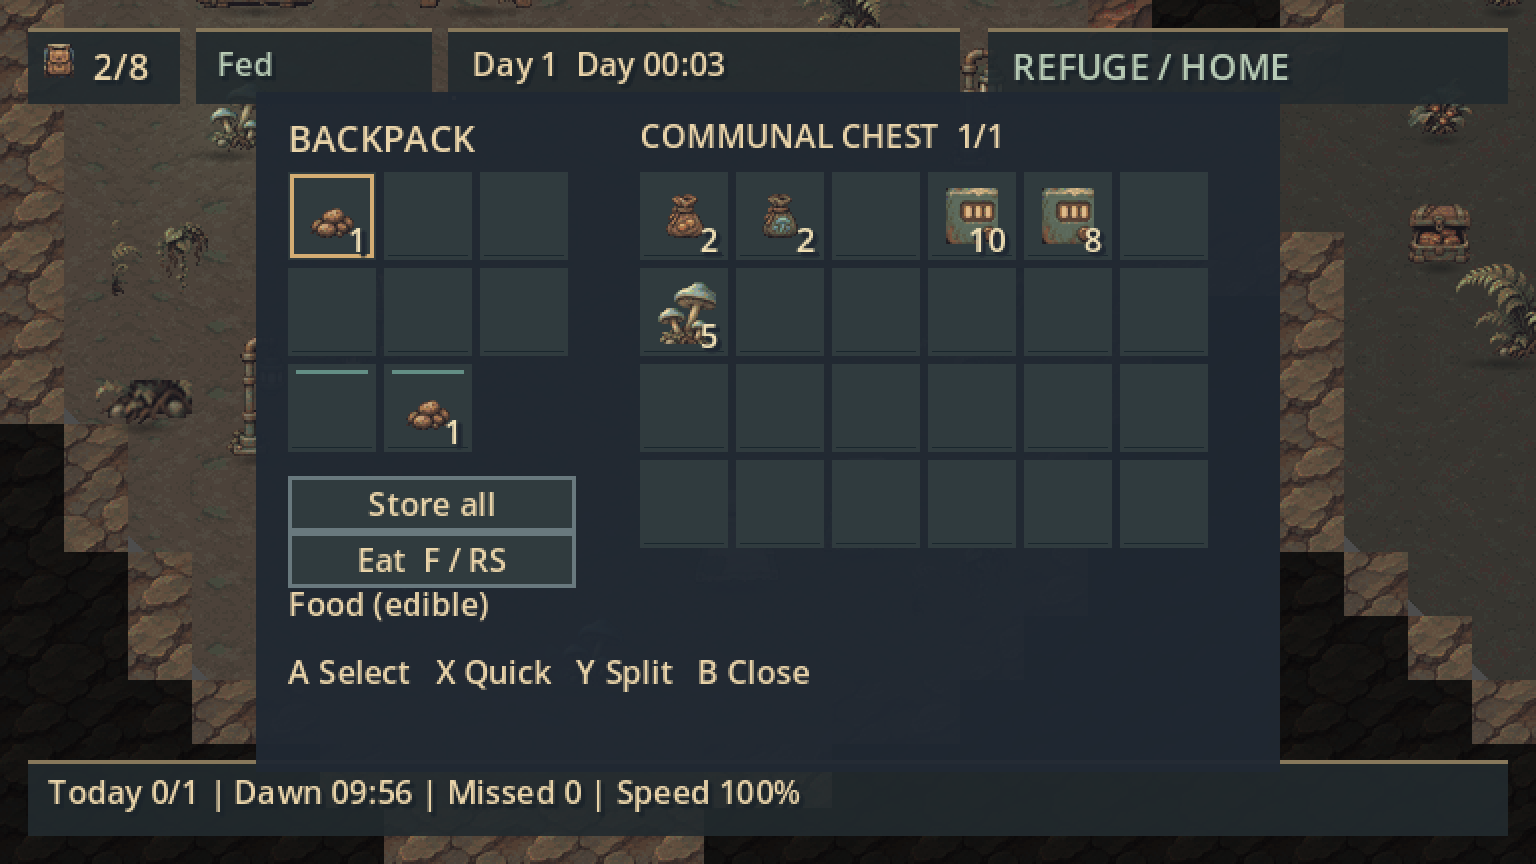 2/8
Fed
Day 1 Day 00:03
REFUGE / HOME
BACKPACK
COMMUNAL CHEST 1/1
1
2
2
10
8
5
1
Store all
Eat F / RS
Food (edible)
A Select X Quick Y Split B Close
Today 0/1 | Dawn 09:56 | Missed 0 | Speed 100%